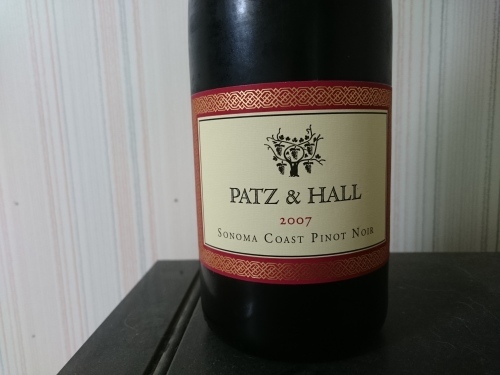 PATZ & HALL
2007
SONOMA COAST PINOT NOIR